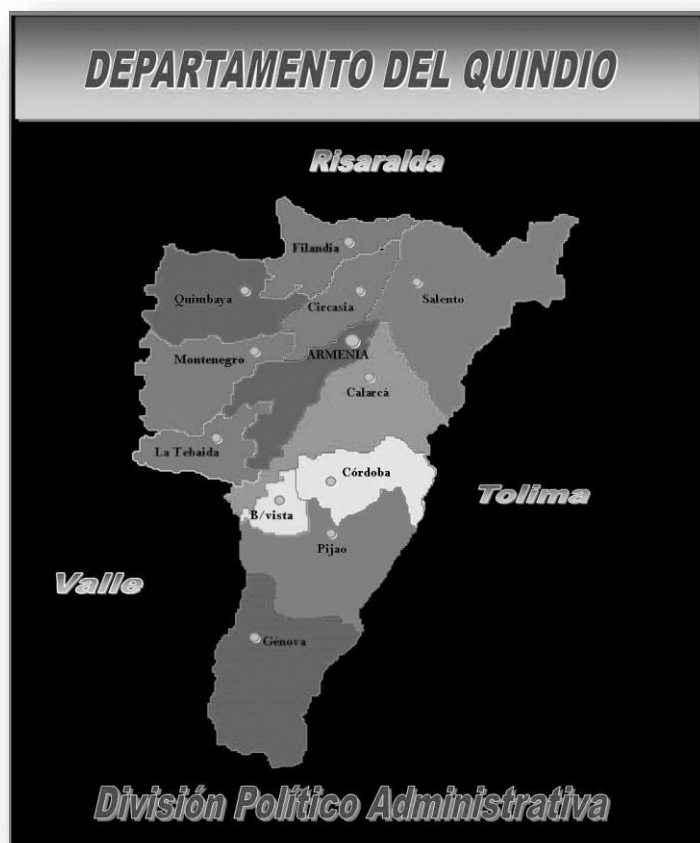 DEPARTAMENTO DEL QUINDIO
Risaralda
Filandia
Quimbaya
Circasia
Salento
Montenegro
ARMENIA
Calarcá
La Tebaida
Córdoba
Tolima
B/vista
Pijao
Valle
Génova
División Político Administrativa